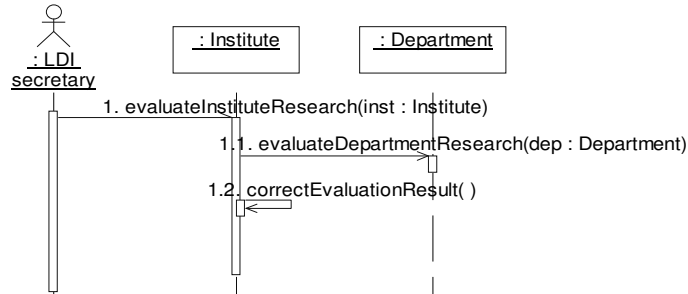 : LDI
secretary
: Institute
: Department
1. evaluateInstituteResearch(inst : Institute)
1.1. evaluateDepartmentResearch(dep : Department)
1.2. correctEvaluationResult( )